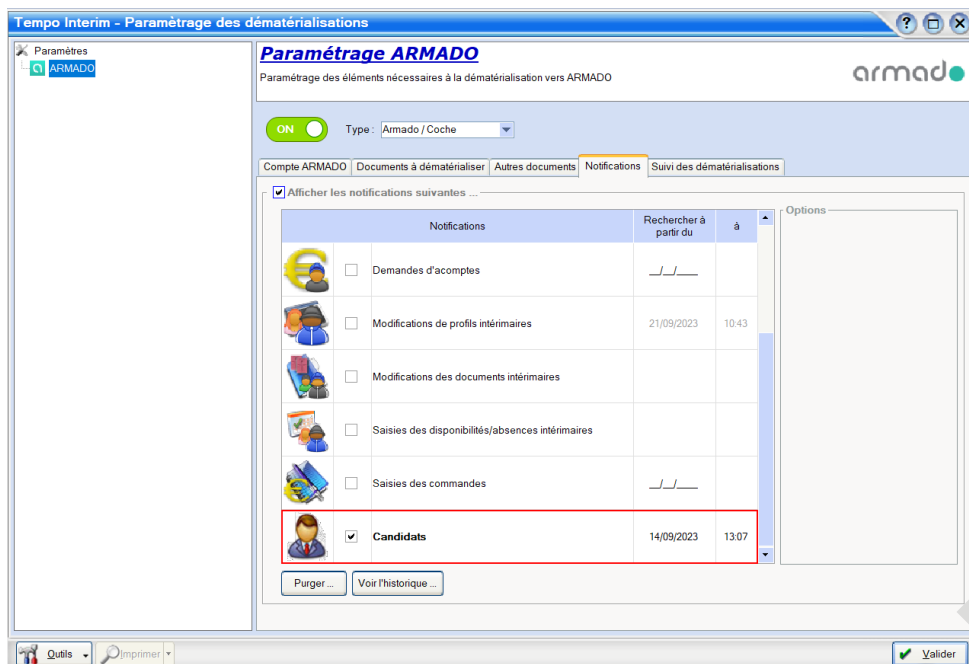 Tempo Interim - Paramètrage des dématérialisations
Paramètres
ARMADO
Paramétrage ARMADO
Paramétrage des éléments nécessaires à la dématérialisation vers ARMADO
armado
ON
Type : Armado / Coche
Compte ARMADO Documents à dématérialiser Autres documents Notifications Suivi des dématérialisations
Afficher les notifications suivantes ...
Options
Notifications Rechercher à partir du à
Demandes d'acomptes __/__/____
Modifications de profils intérimaires 21/09/2023 10:43
Modifications des documents intérimaires
Saisies des disponibilités/absences intérimaires
Saisies des commandes __/__/____
Candidats 14/09/2023 13:07
Purger ... Voir l'historique ...
Outils Imprimer Valider